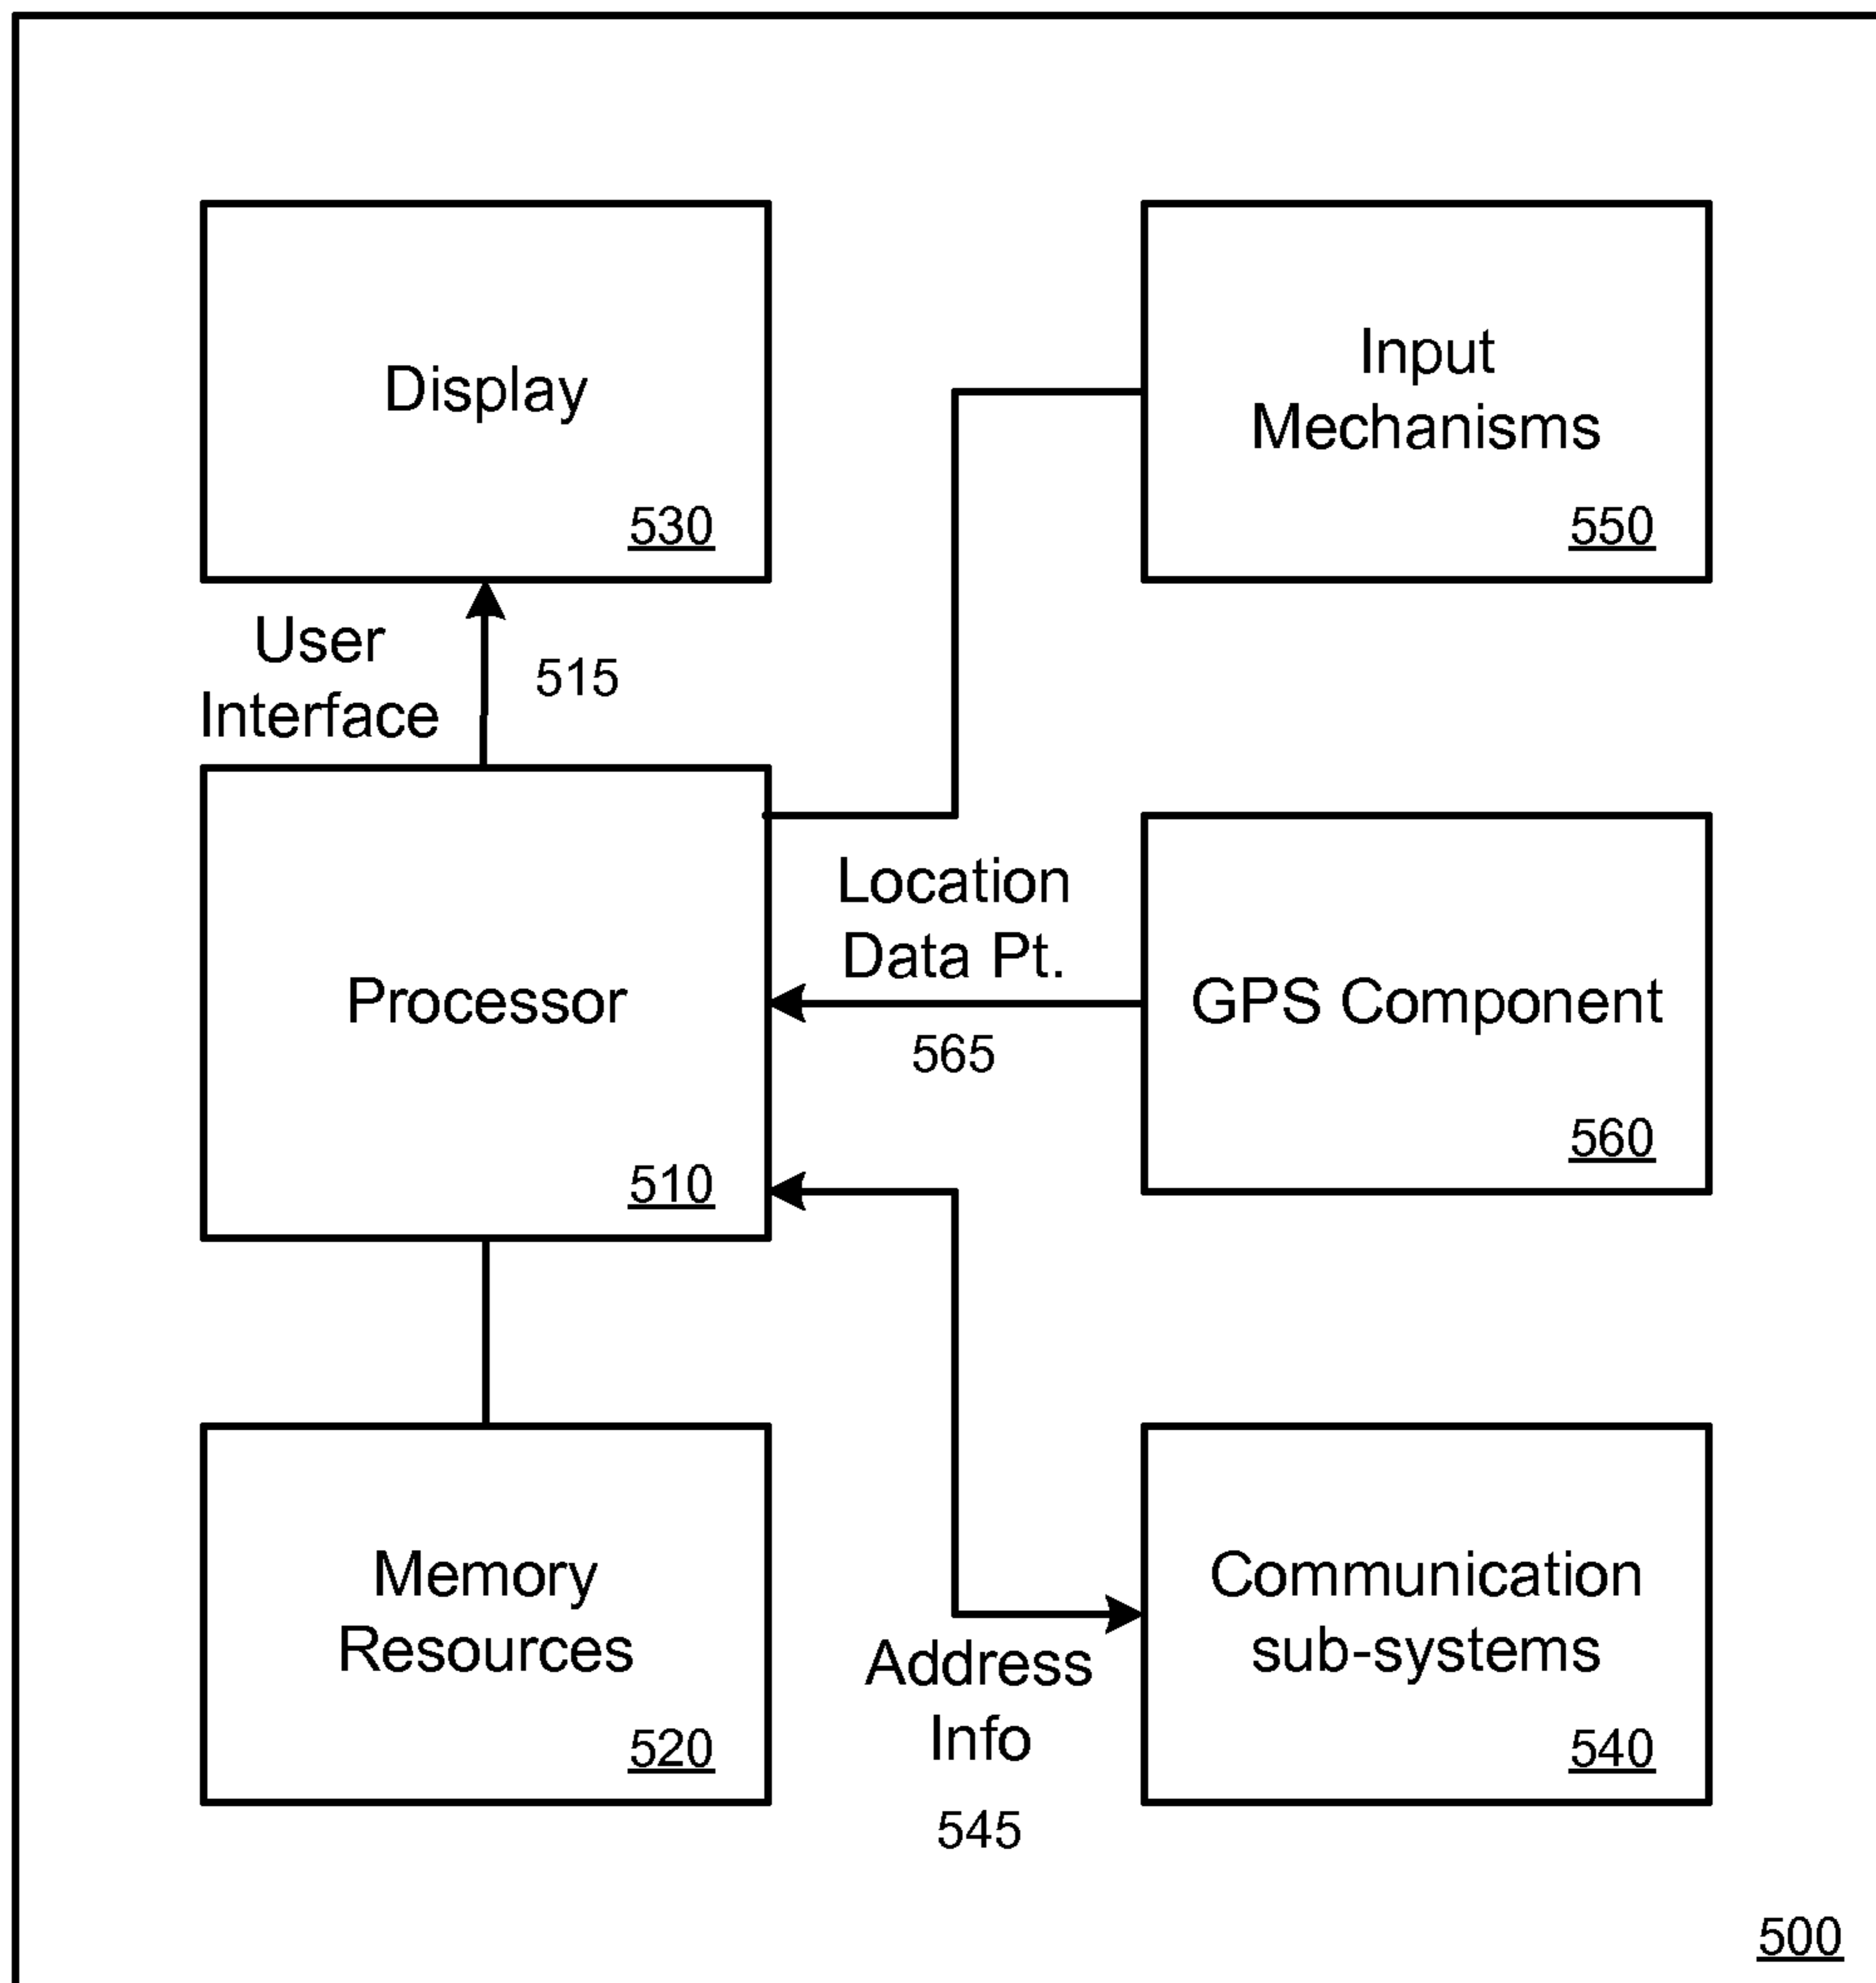 Display
530
Input
Mechanisms
550
User
Interface
515
Location
Data Pt.
565
Processor
510
GPS Component
560
Memory
Resources
520
Address
Info
545
Communication
sub-systems
540
500